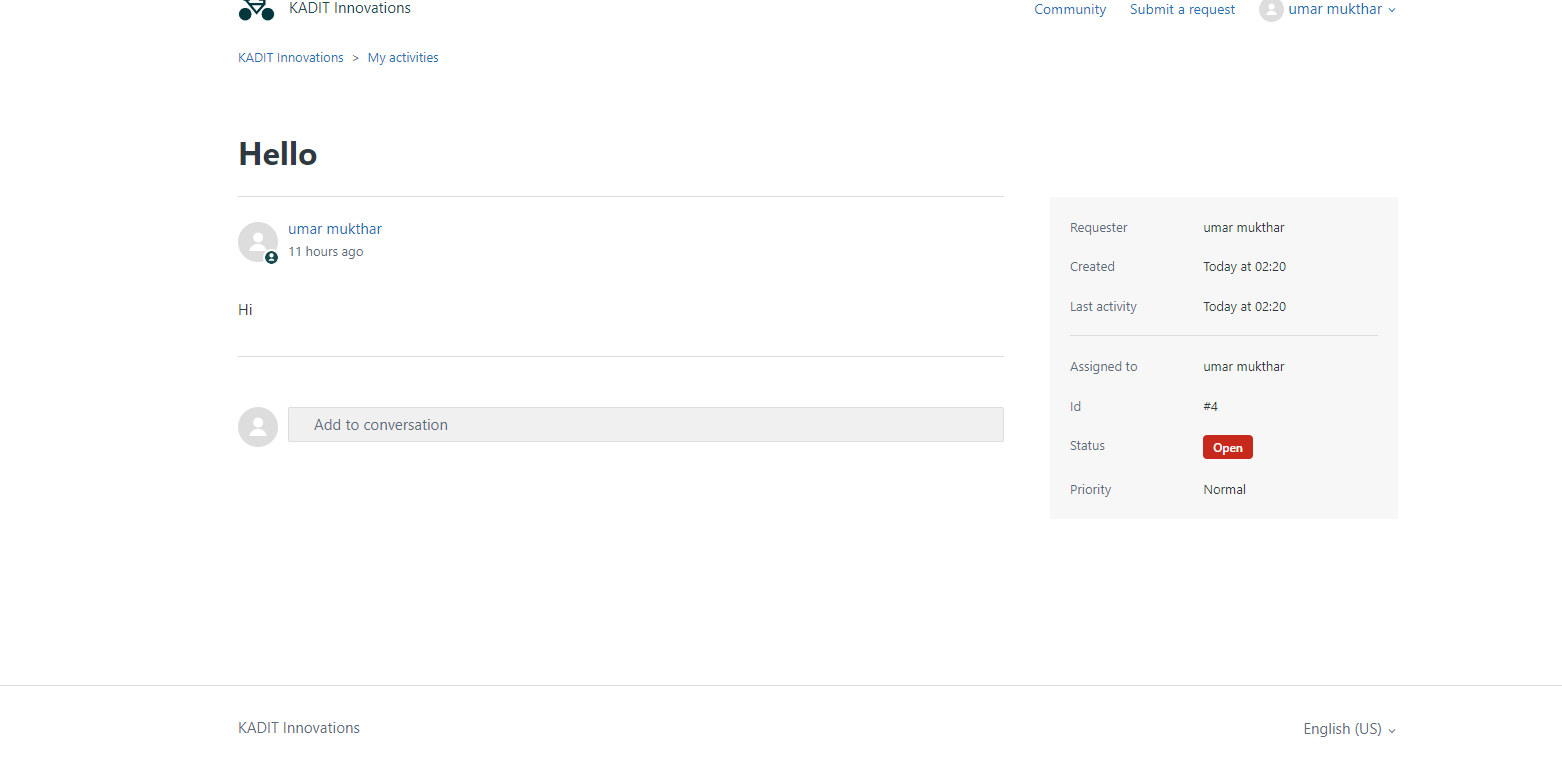 KADIT Innovations
Community Submit a request umar mukthar
KADIT Innovations > My activities
Hello
umar mukthar
11 hours ago
Hi
Add to conversation
Requester umar mukthar
Created Today at 02:20
Last activity Today at 02:20
Assigned to umar mukthar
Id #4
Status Open
Priority Normal
KADIT Innovations
English (US)